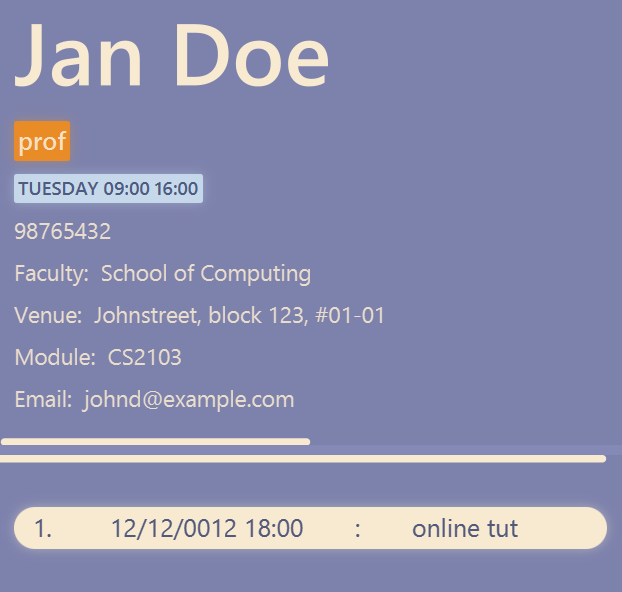 Jan Doe
prof
TUESDAY 09:00 16:00
98765432
Faculty: School of Computing
Venue: Johnstreet, block 123, #01-01
Module: CS2103
Email: johnd@example.com
1. 12/12/0012 18:00 : online tut